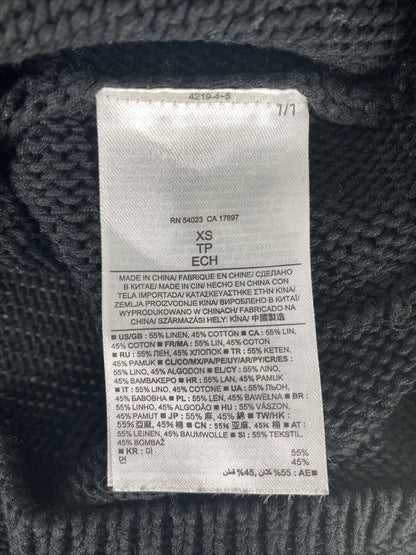 4219-4-5
7/7
RN 54023 CA 17897
XS
TP
ECH
MADE IN CHINA/ FABRIQUE EN CHINE/ СДЕЛАНО
В КИТАЕ/ MADE IN CIN/ HECHO EN CHINA CON
TELA IMPORTADA/ ΚΑΤΑΣΚΕΥΑΣΤΗΚΕ ΣΤΗΝ ΚΙΝΑ/
ZEMLJA PROIZVODNJE KINA/ ВИРОБЛЕНО В КИТАЇ/
WYPRODUKOWANO W CHINACH/ FABRICADO NA
CHINA/ SZÁRMAZÁSI HELY: KÍNA/ 中國製造
■ US/GB : 55% LINEN, 45% COTTON ■ CA : 55% LIN,
45% COTON ■ FR/MA : 55% LIN, 45% COTON
■ RU : 55% ЛЕН, 45% ХЛОПОК ■ TR : 55% KETEN,
45% PAMUK ■ CL/CO/MX/PA/PE/UY/AR/PY/CR/ES :
55% LINO, 45% ALGODON ■ EL/CY : 55% ΛΙΝΟ,
45% ΒΑΜΒΑΚΕΡΟ ■ HR : 55% LAN, 45% PAMUK
■ IT : 55% LINO, 45% COTONE ■ UA : 55% ЛЬОН,
45% БАВОВНА ■ PL : 55% LEN, 45% BAWEŁNA ■ BR :
55% LINHO, 45% ALGODÃO ■ HU : 55% VÁSZON,
45% PAMUT ■ JP : 55% 麻, 45% 綿 ■ TW/HK :
55% 亞麻, 45% 棉 ■ CN : 55% 亚麻, 45% 棉 ■ AT :
55% LEINEN, 45% BAUMWOLLE ■ SI : 55% TEKSTIL,
45% BOMBAŽ
■ KR : 마 55%
면 45%
■ AE : 55% كتان, 45% قطن